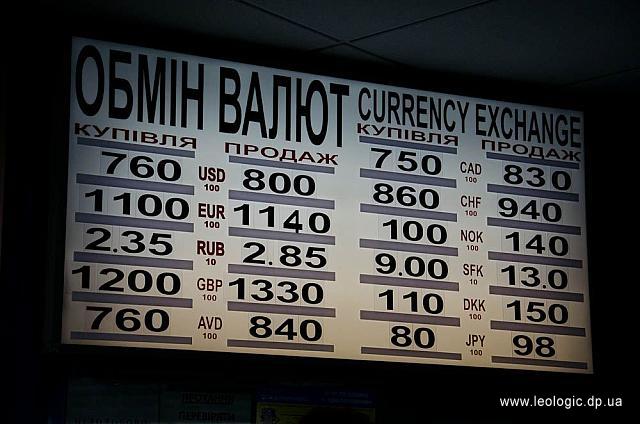 ОБМІН ВАЛЮТ CURRENCY EXCHANGE
КУПІВЛЯ ПРОДАЖ КУПІВЛЯ ПРОДАЖ
760 USD 100 800 750 CAD 100 830
1100 EUR 100 1140 860 CHF 100 940
2.35 RUB 10 2.85 100 NOK 100 140
1200 GBP 100 1330 9.00 SFK 10 13.0
760 AVD 100 840 110 DKK 100 150
80 JPY 100 98
www.leologic.dp.ua